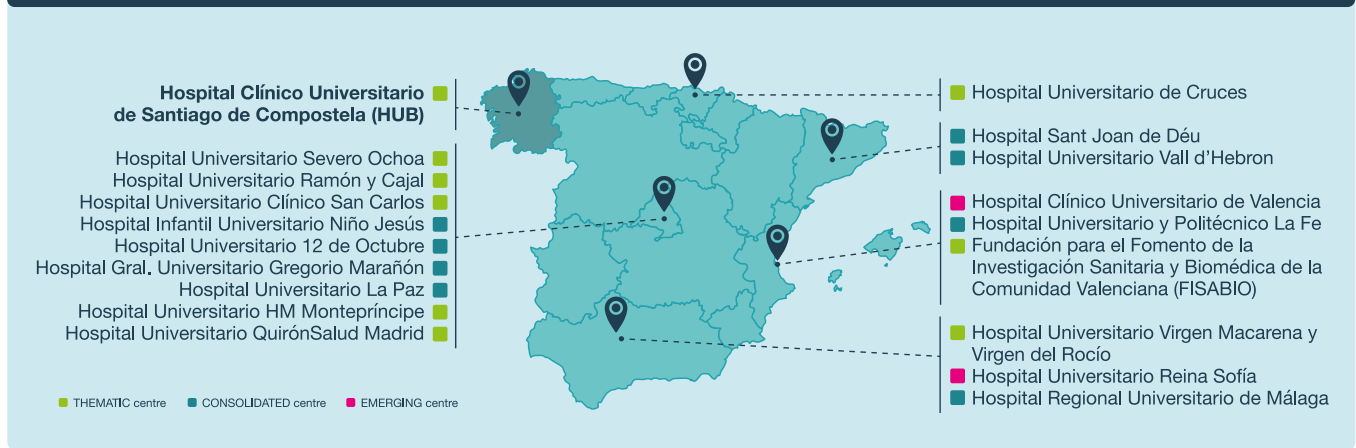 Hospital Clínico Universitario
de Santiago de Compostela (HUB)
Hospital Universitario Severo Ochoa
Hospital Universitario Ramón y Cajal
Hospital Universitario Clínico San Carlos
Hospital Infantil Universitario Niño Jesús
Hospital Universitario 12 de Octubre
Hospital Gral. Universitario Gregorio Marañón
Hospital Universitario La Paz
Hospital Universitario HM Montepríncipe
Hospital Universitario QuirónSalud Madrid
THEMATIC centre
CONSOLIDATED centre
EMERGING centre
Hospital Universitario de Cruces
Hospital Sant Joan de Déu
Hospital Universitario Vall d'Hebron
Hospital Clínico Universitario de Valencia
Hospital Universitario y Politécnico La Fe
Fundación para el Fomento de la
Investigación Sanitaria y Biomédica de la
Comunidad Valenciana (FISABIO)
Hospital Universitario Virgen Macarena y
Virgen del Rocío
Hospital Universitario Reina Sofía
Hospital Regional Universitario de Málaga